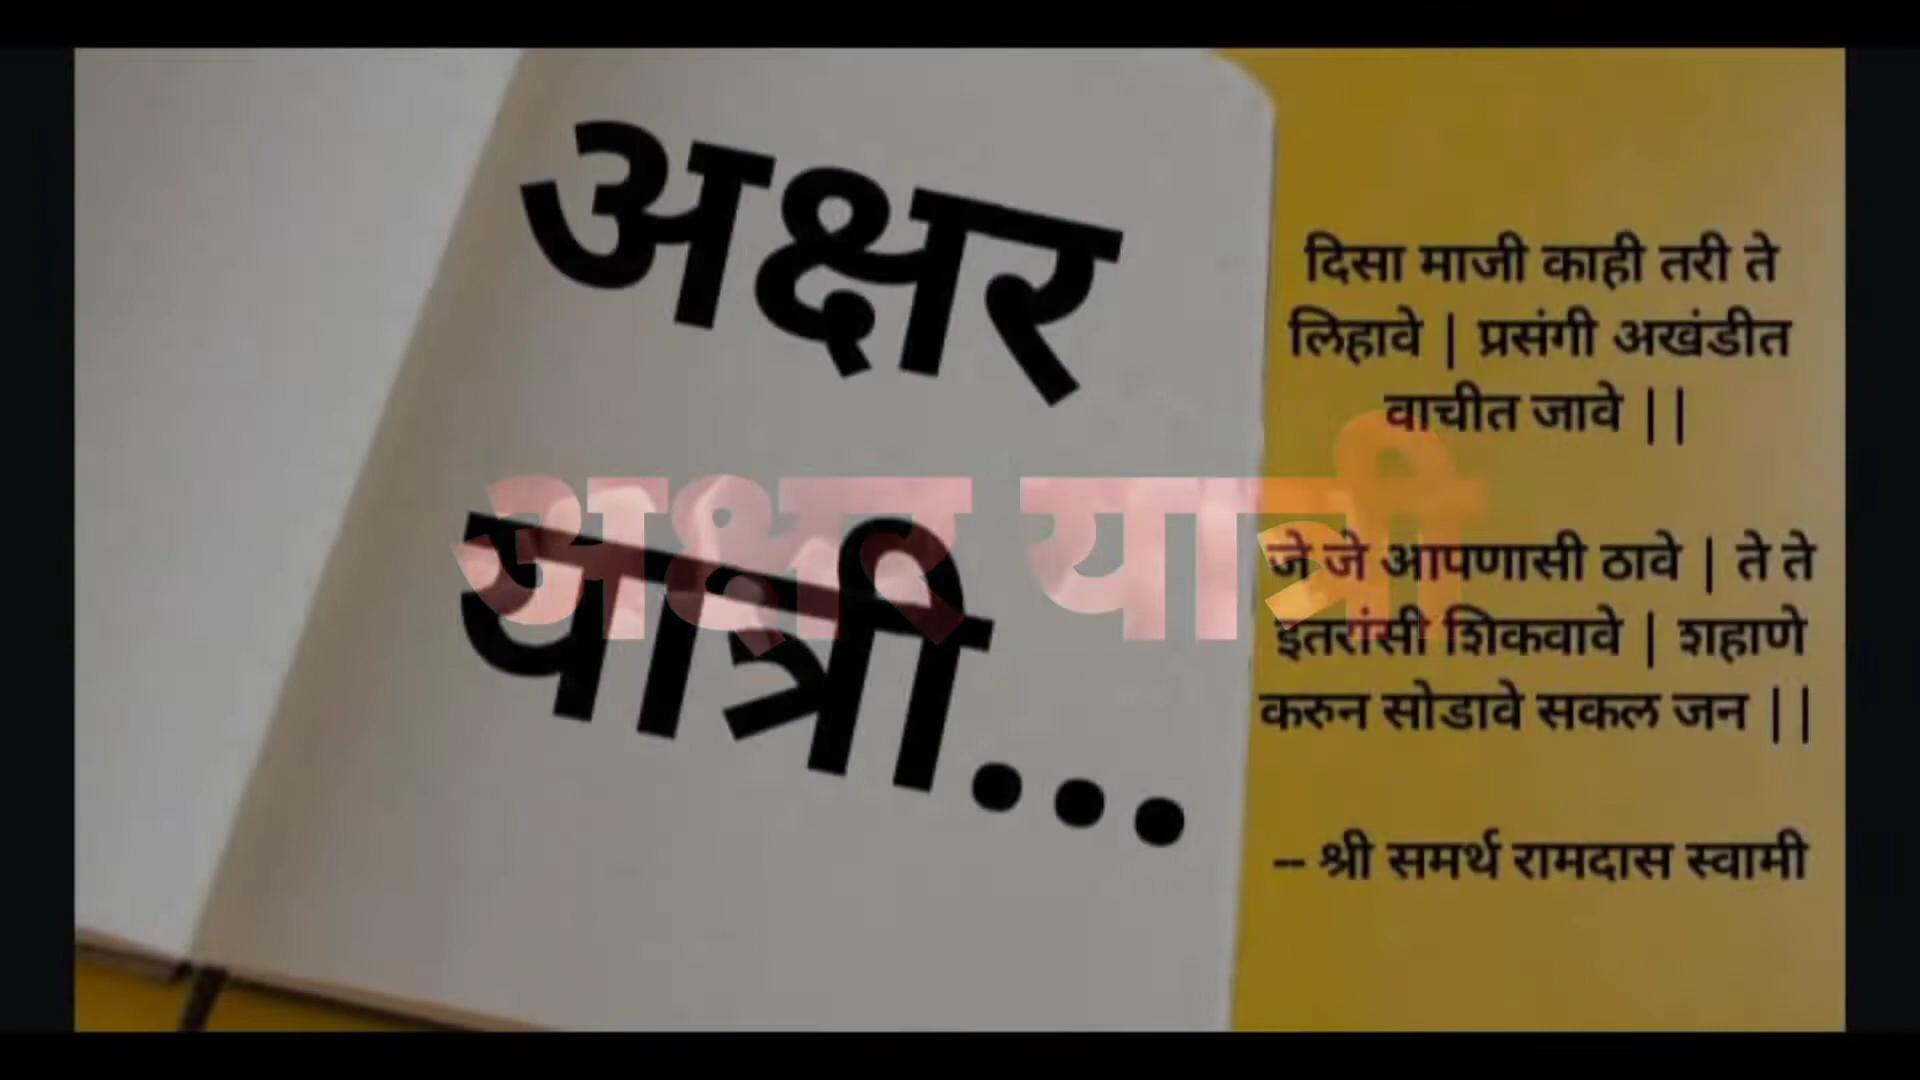 अक्षर
यात्री...
अक्षर यात्री
दिसा माजी काही तरी ते
लिहावे | प्रसंगी अखंडीत
वाचीत जावे ||
जे जे आपणासी ठावे | ते ते
इतरांसी शिकवावे | शहाणे
करुन सोडावे सकल जन ||
-- श्री समर्थ रामदास स्वामी